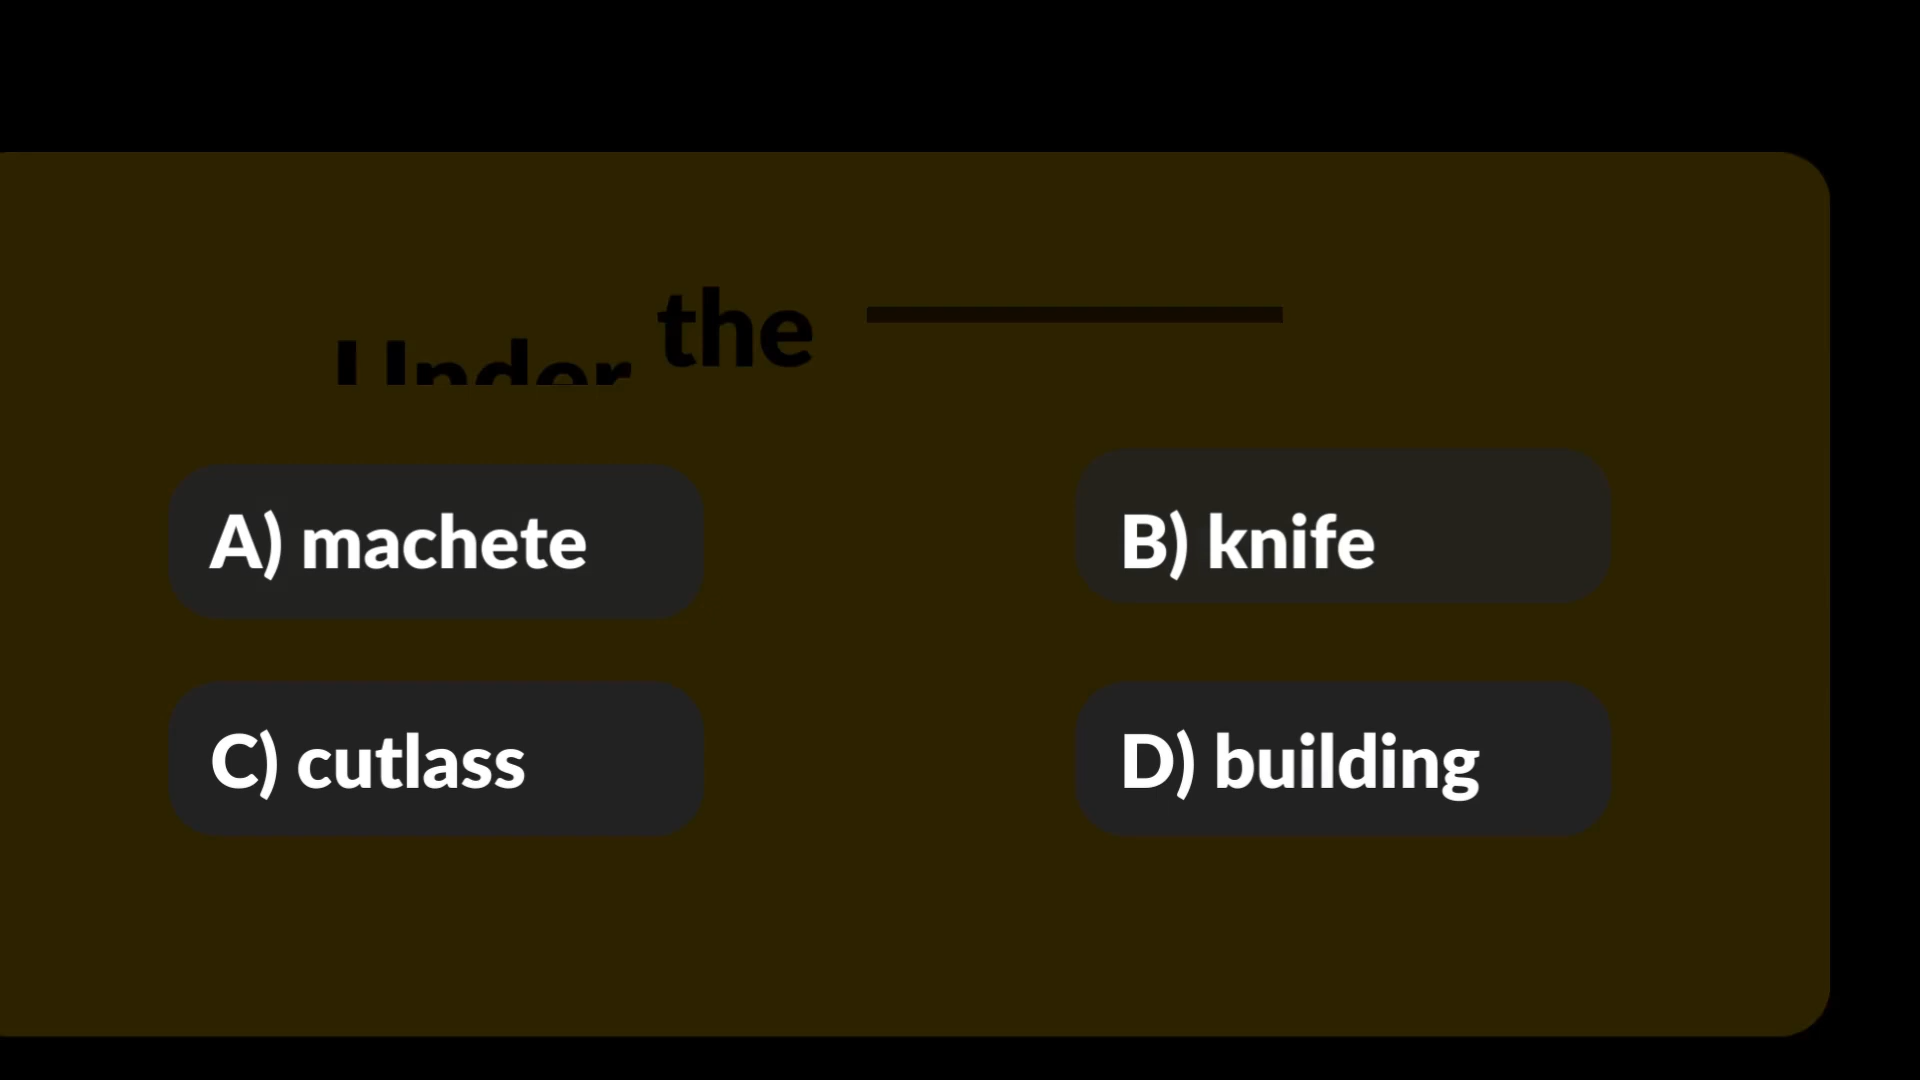 Under the
A) machete
B) knife
C) cutlass
D) building